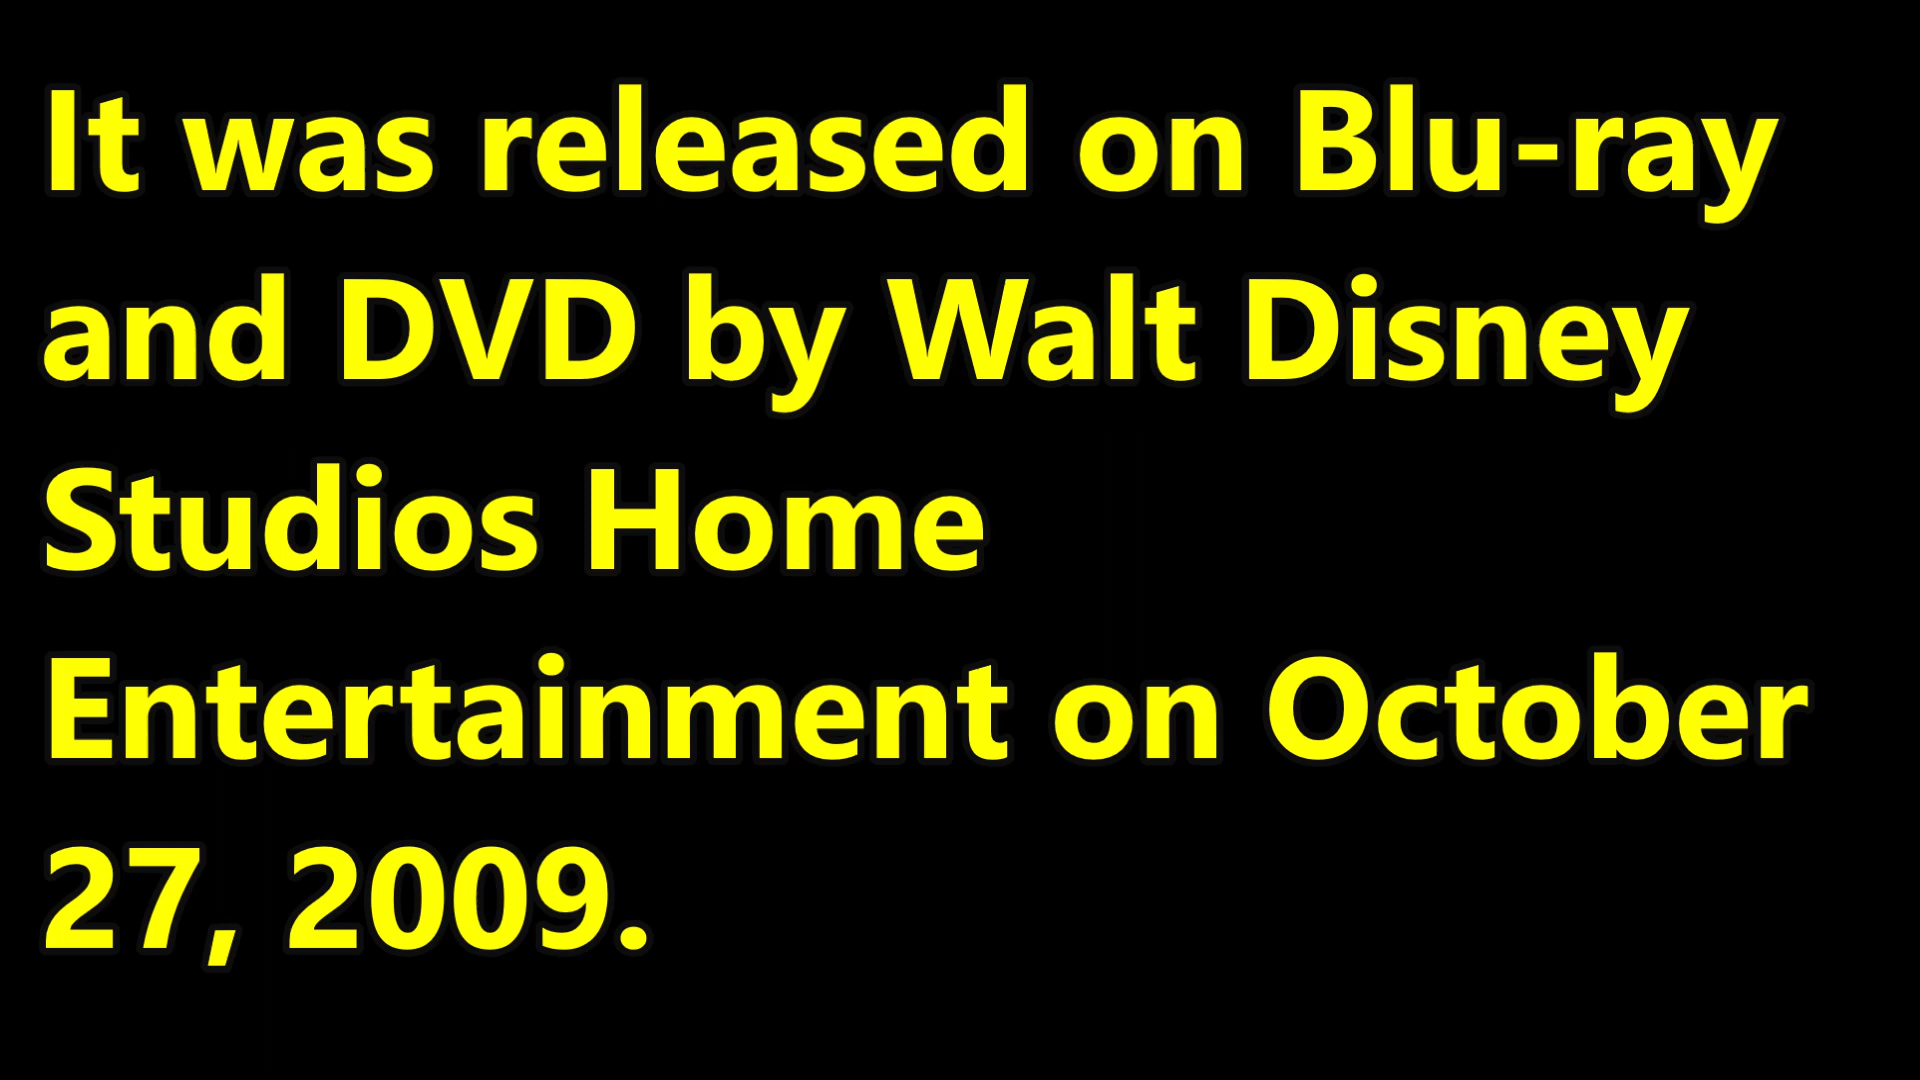 It was released on Blu-ray
and DVD by Walt Disney
Studios Home
Entertainment on October
27, 2009.